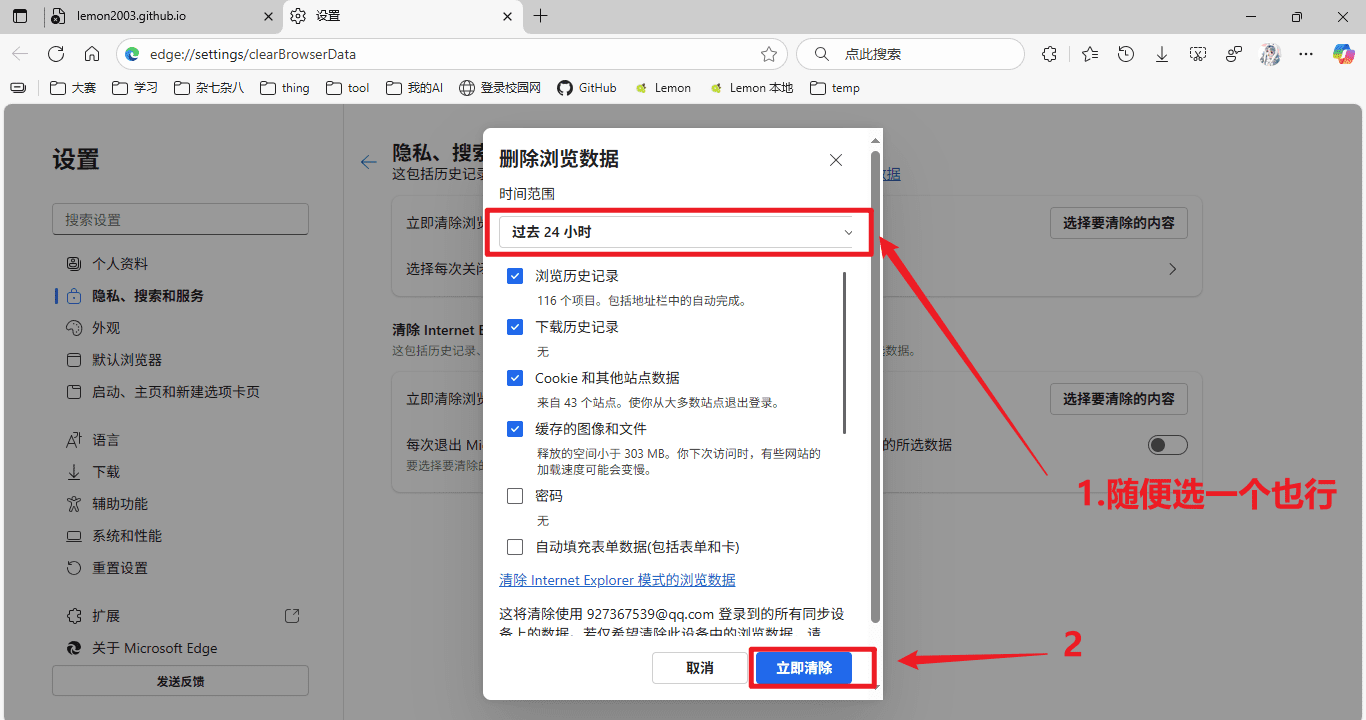 lemon2003.github.io
设置
edge://settings/clearBrowserData
点此搜索
大赛
学习
杂七杂八
thing
tool
我的AI
登录校园网
GitHub
Lemon
Lemon 本地
temp
设置
搜索设置
个人资料
隐私、搜索和服务
外观
默认浏览器
启动、主页和新建选项卡页
语言
下载
辅助功能
系统和性能
重置设置
扩展
关于 Microsoft Edge
发送反馈
隐私、搜索
这包括历史记录
数据
立即清除浏览
选择要清除的内容
选择每次关闭
清除 Internet E
这包括历史记录、
数据。
立即清除浏览
选择要清除的内容
每次退出 Mi
的所选数据
要选择要清除的
删除浏览数据
时间范围
过去 24 小时
浏览历史记录
116 个项目。包括地址栏中的自动完成。
下载历史记录
无
Cookie 和其他站点数据
来自 43 个站点。使你从大多数站点退出登录。
缓存的图像和文件
释放的空间小于 303 MB。你下次访问时，有些网站的
加载速度可能会变慢。
密码
无
自动填充表单数据(包括表单和卡)
清除 Internet Explorer 模式的浏览数据
这将清除使用 927367539@qq.com 登录到的所有同步设
备上的数据。若仅希望清除此设备中的浏览数据，请
取消
立即清除
1.随便选一个也行
2